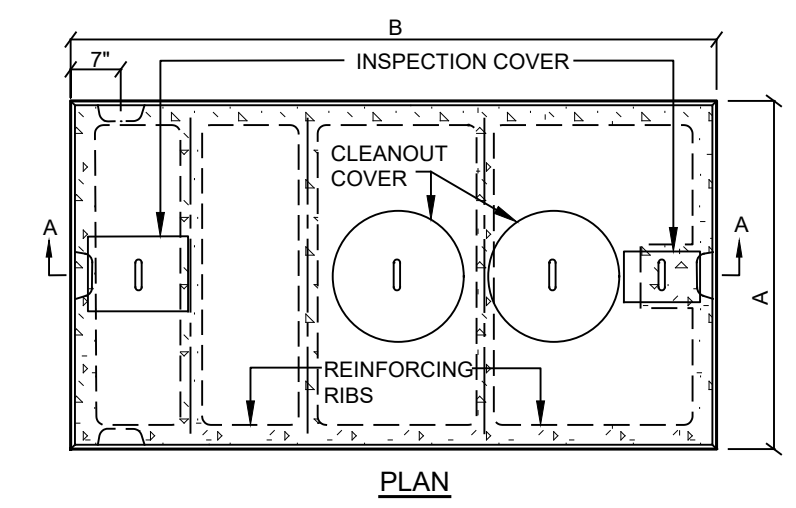 B
7"
INSPECTION COVER
CLEANOUT
COVER
A
A
A
REINFORCING
RIBS
PLAN